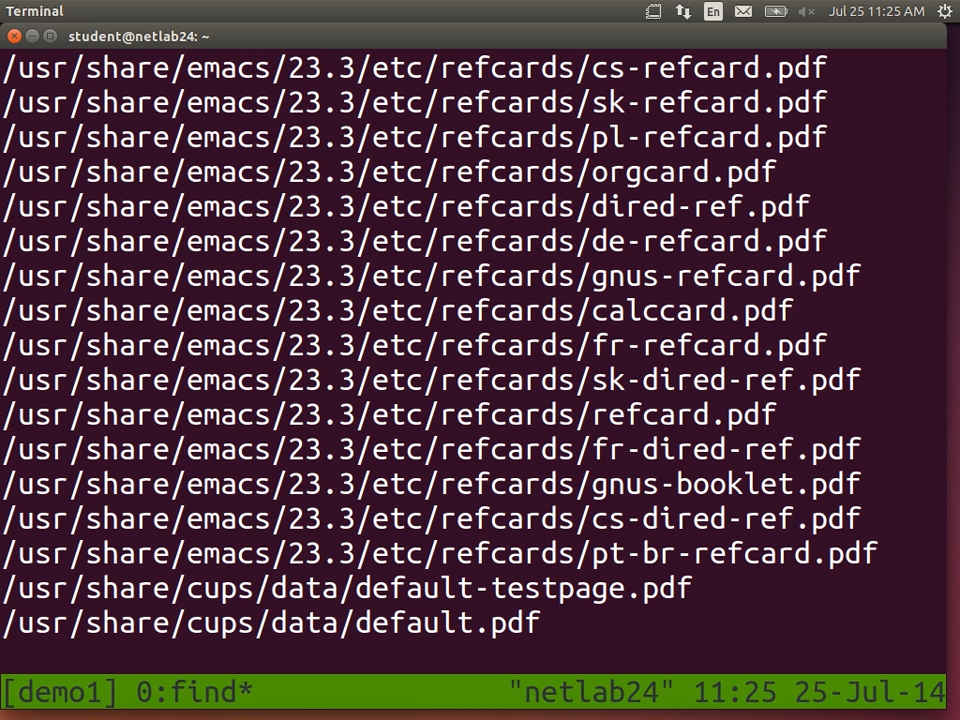 Terminal
En
Jul 25 11:25 AM
student@netlab24: ~
/usr/share/emacs/23.3/etc/refcards/cs-refcard.pdf
/usr/share/emacs/23.3/etc/refcards/sk-refcard.pdf
/usr/share/emacs/23.3/etc/refcards/pl-refcard.pdf
/usr/share/emacs/23.3/etc/refcards/orgcard.pdf
/usr/share/emacs/23.3/etc/refcards/dired-ref.pdf
/usr/share/emacs/23.3/etc/refcards/de-refcard.pdf
/usr/share/emacs/23.3/etc/refcards/gnus-refcard.pdf
/usr/share/emacs/23.3/etc/refcards/calccard.pdf
/usr/share/emacs/23.3/etc/refcards/fr-refcard.pdf
/usr/share/emacs/23.3/etc/refcards/sk-dired-ref.pdf
/usr/share/emacs/23.3/etc/refcards/refcard.pdf
/usr/share/emacs/23.3/etc/refcards/fr-dired-ref.pdf
/usr/share/emacs/23.3/etc/refcards/gnus-booklet.pdf
/usr/share/emacs/23.3/etc/refcards/cs-dired-ref.pdf
/usr/share/emacs/23.3/etc/refcards/pt-br-refcard.pdf
/usr/share/cups/data/default-testpage.pdf
/usr/share/cups/data/default.pdf
[demo1] 0:find* "netlab24" 11:25 25-Jul-14